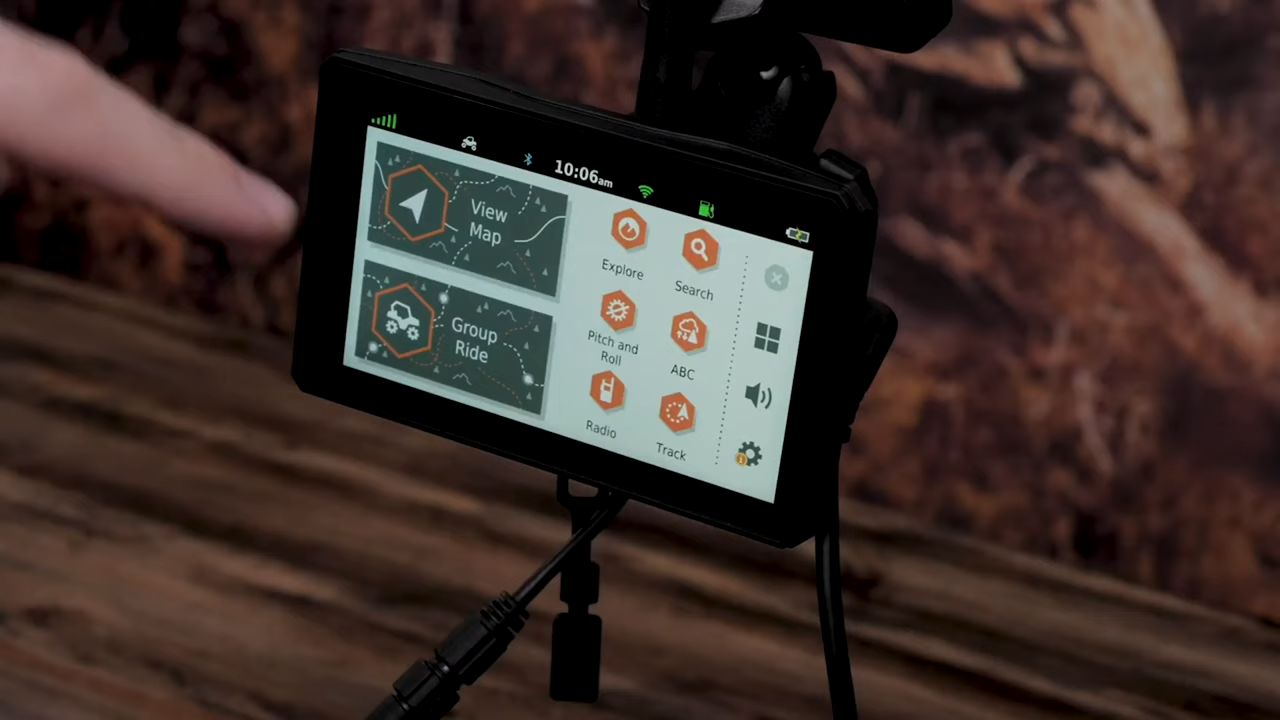 10:06am
View
Map
Group
Ride
Explore
Search
Pitch and
Roll
ABC
Radio
Track